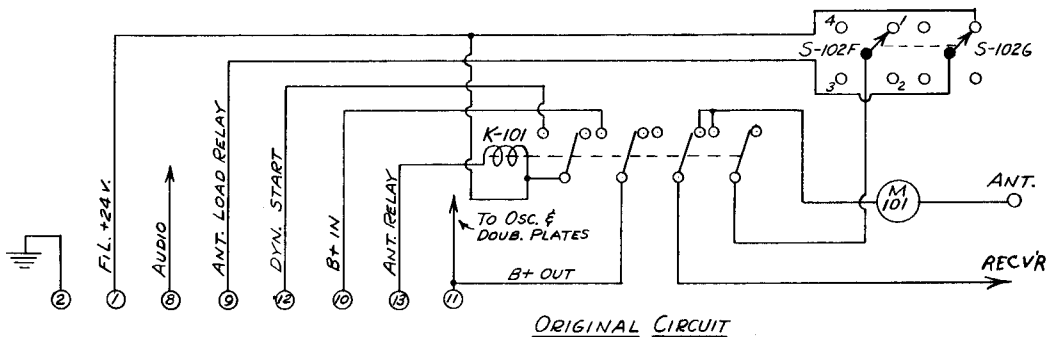 4
1
S-102F
S-102G
3
2
K-101
FIL. +24V.
AUDIO
ANT. LOAD RELAY
DYN. START
B+ IN
ANT. RELAY
TO OSC. &
DOUB. PLATES
B+ OUT
M
101
ANT.
RECV'R
2
1
8
9
12
10
13
11
ORIGINAL CIRCUIT